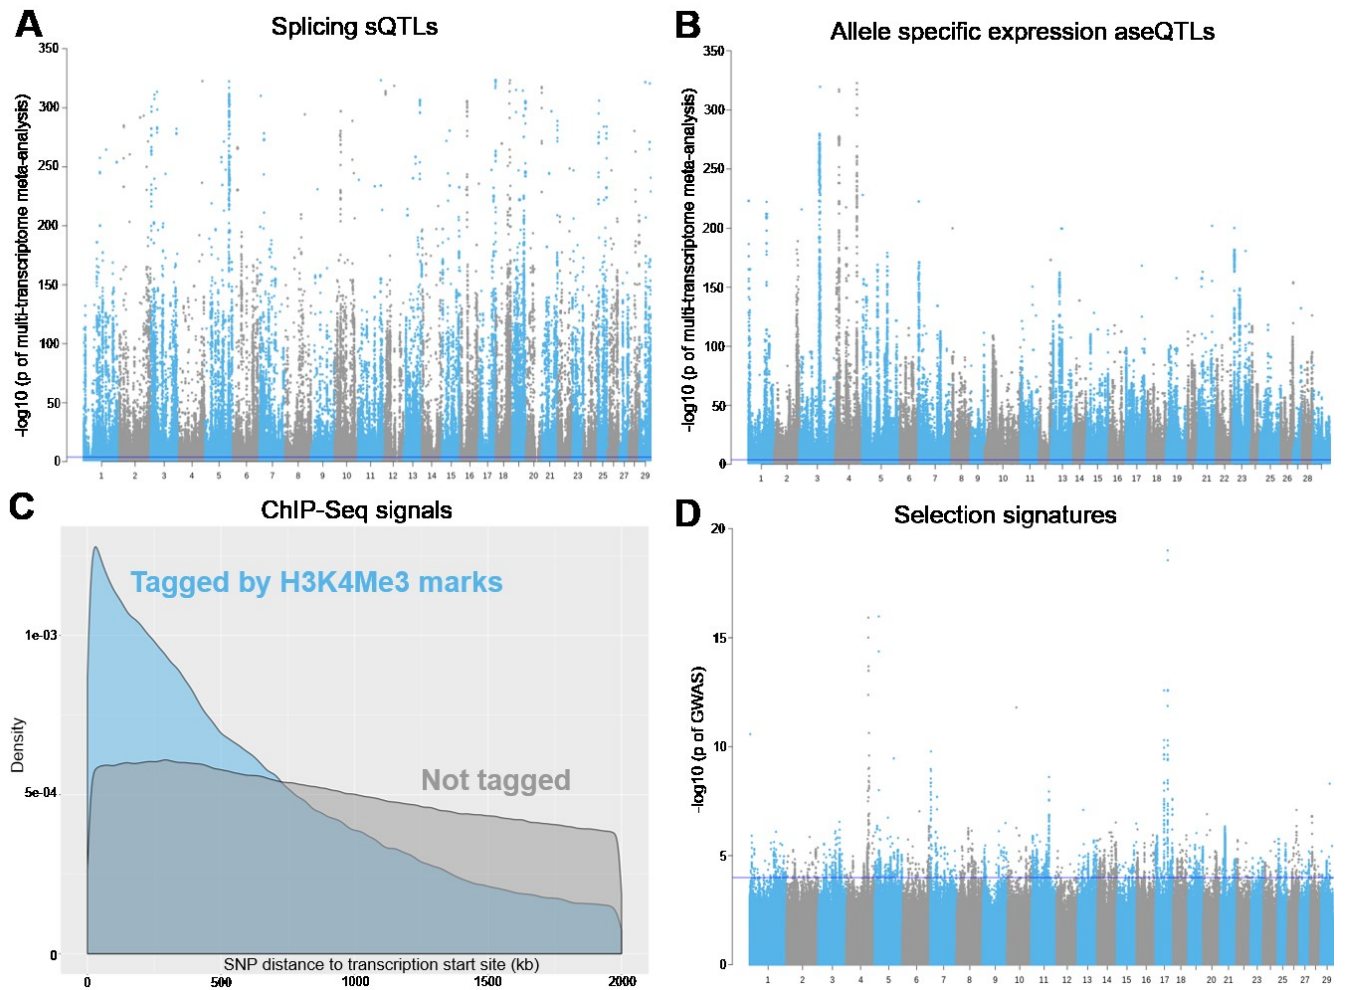 A
Splicing sQTLs
-log10 (p of multi-transcriptome meta-analysis)
350
300
250
200
150
100
50
0
1 2 3 4 5 6 7 8 9 10 11 12 13 14 15 16 17 18 19 20 21 23 25 27 29
B
Allele specific expression aseQTLs
-log10 (p of multi-transcriptome meta-analysis)
350
300
250
200
150
100
50
0
1 2 3 4 5 6 7 8 9 10 11 13 14 15 16 17 18 19 21 22 23 25 26 28
C
ChIP-Seq signals
Tagged by H3K4Me3 marks
Not tagged
Density
1e-03
5e-04
0
SNP distance to transcription start site (kb)
0 500 1000 1500 2000
D
Selection signatures
-log10 (p of GWAS)
20
15
10
5
0
1 2 3 4 5 6 7 8 9 10 11 12 13 14 15 16 17 18 19 20 21 23 25 27 29